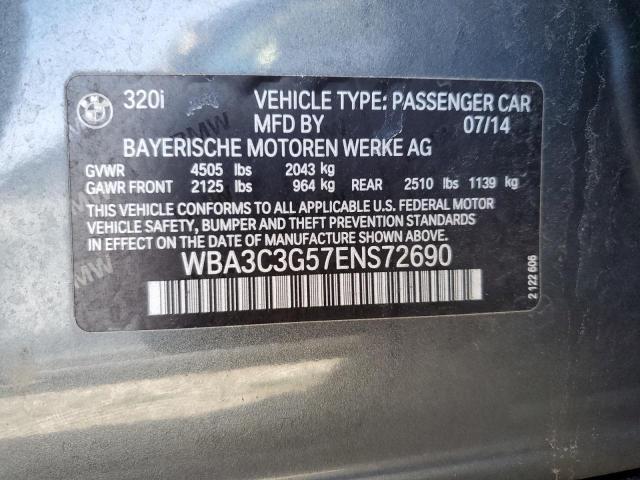 320i VEHICLE TYPE: PASSENGER CAR
MFD BY 07/14
BAYERISCHE MOTOREN WERKE AG
GVWR 4505 lbs 2043 kg
GAWR FRONT 2125 lbs 964 kg REAR 2510 lbs 1139 kg
THIS VEHICLE CONFORMS TO ALL APPLICABLE U.S. FEDERAL MOTOR
VEHICLE SAFETY, BUMPER AND THEFT PREVENTION STANDARDS
IN EFFECT ON THE DATE OF MANUFACTURE SHOWN ABOVE.
WBA3C3G57ENS72690
2 122 606
BMW
BMW